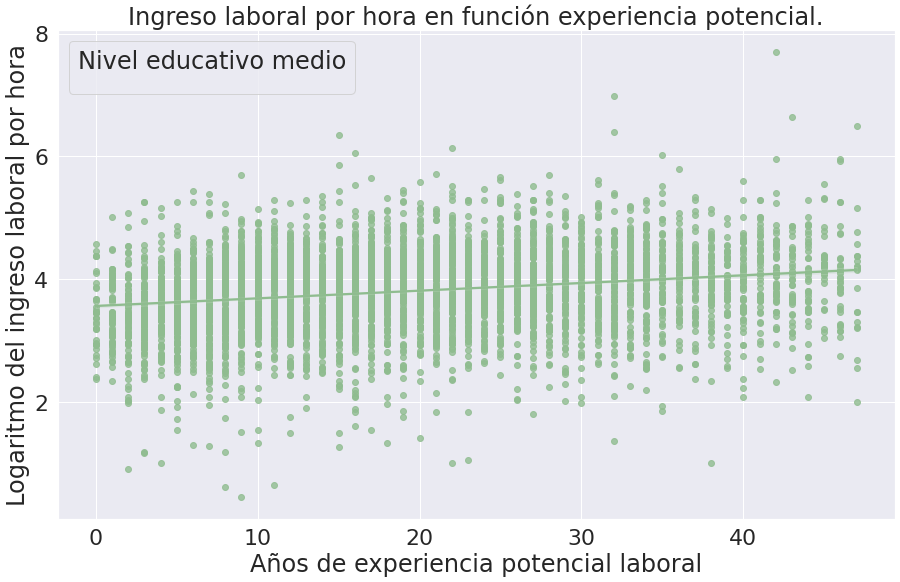 Ingreso laboral por hora en función experiencia potencial.
Nivel educativo medio
Logaritmo del ingreso laboral por hora
8
6
4
2
0 10 20 30 40
Años de experiencia potencial laboral